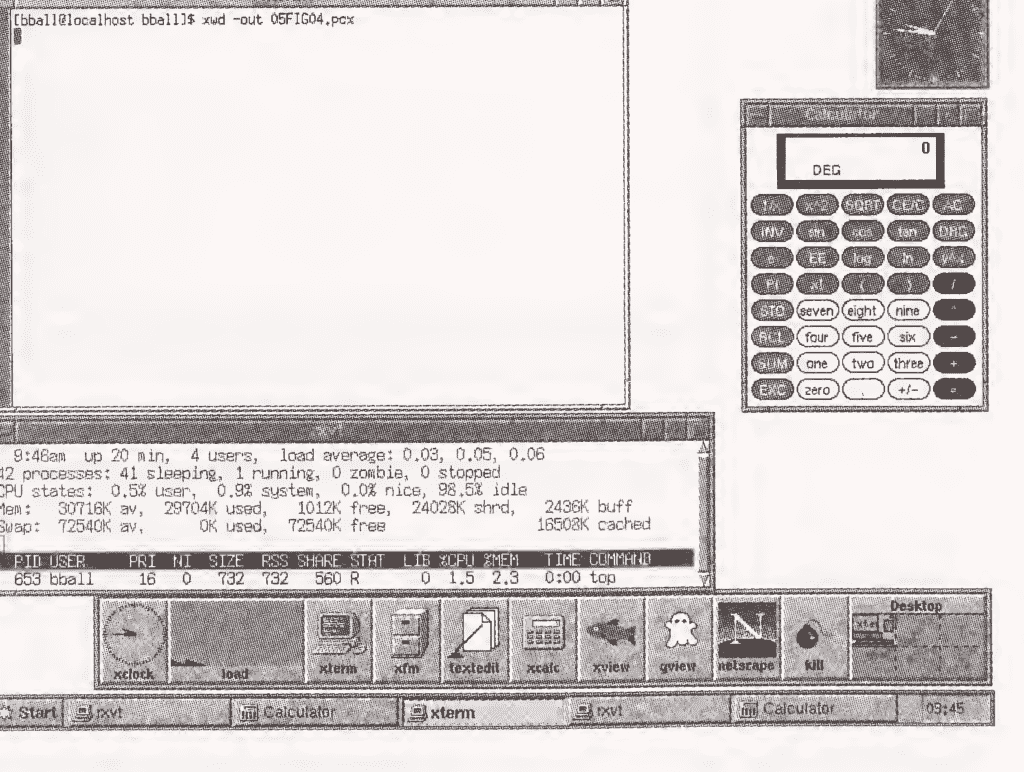 [bball@localhost bball]$ xwd -out 05FIG04.pcx
Calculator
0
DEG
1/x x^2 SQRT CE/C AC
INV sin cos tan DRG
e EE log ln y^x
PI x! ( ) /
STO seven eight nine *
RCL four five six -
SUM one two three +
EXC zero . +/- =
rxvt
9:46am up 20 min, 4 users, load average: 0.03, 0.05, 0.06
42 processes: 41 sleeping, 1 running, 0 zombie, 0 stopped
CPU states: 0.5% user, 0.9% system, 0.0% nice, 98.5% idle
Mem: 30716K av, 29704K used, 1012K free, 24028K shrd, 2436K buff
Swap: 72540K av, 0K used, 72540K free 16508K cached
PID USER PRI NI SIZE RSS SHARE STAT LIB %CPU %MEM TIME COMMAND
653 bball 16 0 732 732 560 R 0 1.5 2.3 0:00 top
Desktop
xclock load xterm xfm textedit xcalc xview gview netscape kill
Start rxvt Calculator xterm rxvt Calculator 09:45